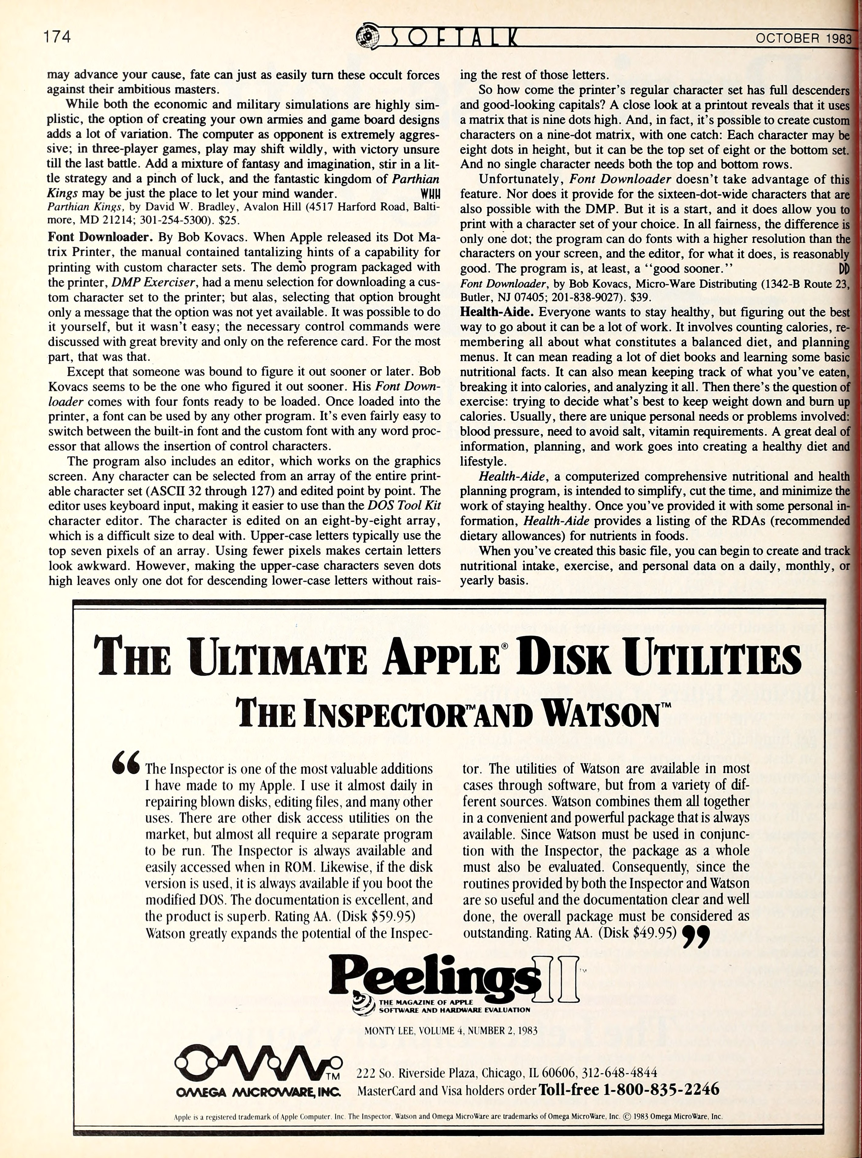 174
SOFTALK
OCTOBER 1983
may advance your cause, fate can just as easily turn these occult forces
against their ambitious masters.
While both the economic and military simulations are highly sim-
plistic, the option of creating your own armies and game board designs
adds a lot of variation. The computer as opponent is extremely aggres-
sive; in three-player games, play may shift wildly, with victory unsure
till the last battle. Add a mixture of fantasy and imagination, stir in a lit-
tle strategy and a pinch of luck, and the fantastic kingdom of Parthian
Kings may be just the place to let your mind wander. WHH
Parthian Kings, by David W. Bradley, Avalon Hill (4517 Harford Road, Balti-
more, MD 21214; 301-254-5300). $25.
Font Downloader. By Bob Kovacs. When Apple released its Dot Ma-
trix Printer, the manual contained tantalizing hints of a capability for
printing with custom character sets. The demo program packaged with
the printer, DMP Exerciser, had a menu selection for downloading a cus-
tom character set to the printer; but alas, selecting that option brought
only a message that the option was not yet available. It was possible to do
it yourself, but it wasn't easy; the necessary control commands were
discussed with great brevity and only on the reference card. For the most
part, that was that.
Except that someone was bound to figure it out sooner or later. Bob
Kovacs seems to be the one who figured it out sooner. His Font Down-
loader comes with four fonts ready to be loaded. Once loaded into the
printer, a font can be used by any other program. It's even fairly easy to
switch between the built-in font and the custom font with any word proc-
essor that allows the insertion of control characters.
The program also includes an editor, which works on the graphics
screen. Any character can be selected from an array of the entire print-
able character set (ASCII 32 through 127) and edited point by point. The
editor uses keyboard input, making it easier to use than the DOS Tool Kit
character editor. The character is edited on an eight-by-eight array,
which is a difficult size to deal with. Upper-case letters typically use the
top seven pixels of an array. Using fewer pixels makes certain letters
look awkward. However, making the upper-case characters seven dots
high leaves only one dot for descending lower-case letters without rais-
ing the rest of those letters.
So how come the printer's regular character set has full descenders
and good-looking capitals? A close look at a printout reveals that it uses
a matrix that is nine dots high. And, in fact, it's possible to create custom
characters on a nine-dot matrix, with one catch: Each character may be
eight dots in height, but it can be the top set of eight or the bottom set.
And no single character needs both the top and bottom rows.
Unfortunately, Font Downloader doesn't take advantage of this
feature. Nor does it provide for the sixteen-dot-wide characters that are
also possible with the DMP. But it is a start, and it does allow you to
print with a character set of your choice. In all fairness, the difference is
only one dot; the program can do fonts with a higher resolution than the
characters on your screen, and the editor, for what it does, is reasonably
good. The program is, at least, a "good sooner." DD
Font Downloader, by Bob Kovacs, Micro-Ware Distributing (1342-B Route 23,
Butler, NJ 07405; 201-838-9027). $39.
Health-Aide. Everyone wants to stay healthy, but figuring out the best
way to go about it can be a lot of work. It involves counting calories, re-
membering all about what constitutes a balanced diet, and planning
menus. It can mean reading a lot of diet books and learning some basic
nutritional facts. It can also mean keeping track of what you've eaten,
breaking it into calories, and analyzing it all. Then there's the question of
exercise: trying to decide what's best to keep weight down and burn up
calories. Usually, there are unique personal needs or problems involved:
blood pressure, need to avoid salt, vitamin requirements. A great deal of
information, planning, and work goes into creating a healthy diet and
lifestyle.
Health-Aide, a computerized comprehensive nutritional and health
planning program, is intended to simplify, cut the time, and minimize the
work of staying healthy. Once you've provided it with some personal in-
formation, Health-Aide provides a listing of the RDAs (recommended
dietary allowances) for nutrients in foods.
When you've created this basic file, you can begin to create and track
nutritional intake, exercise, and personal data on a daily, monthly, or
yearly basis.
THE ULTIMATE APPLE® DISK UTILITIES
THE INSPECTOR™ AND WATSON™
“ The Inspector is one of the most valuable additions
I have made to my Apple. I use it almost daily in
repairing blown disks, editing files, and many other
uses. There are other disk access utilities on the
market, but almost all require a separate program
to be run. The Inspector is always available and
easily accessed when in ROM. Likewise, if the disk
version is used, it is always available if you boot the
modified DOS. The documentation is excellent, and
the product is superb. Rating AA. (Disk $59.95)
Watson greatly expands the potential of the Inspec-
tor. The utilities of Watson are available in most
cases through software, but from a variety of dif-
ferent sources. Watson combines them all together
in a convenient and powerful package that is always
available. Since Watson must be used in conjunc-
tion with the Inspector, the package as a whole
must also be evaluated. Consequently, since the
routines provided by both the Inspector and Watson
are so useful and the documentation clear and well
done, the overall package must be considered as
outstanding. Rating AA. (Disk $49.95) ”
Peelings II™
THE MAGAZINE OF APPLE
SOFTWARE AND HARDWARE EVALUATION
MONTY LEE, VOLUME 4, NUMBER 2, 1983
TM
OMEGA MICROWARE, INC.
222 So. Riverside Plaza, Chicago, IL 60606, 312-648-4844
MasterCard and Visa holders order Toll-free 1-800-835-2246
Apple is a registered trademark of Apple Computer, Inc. The Inspector, Watson and Omega MicroWare are trademarks of Omega MicroWare, Inc. © 1983 Omega MicroWare, Inc.